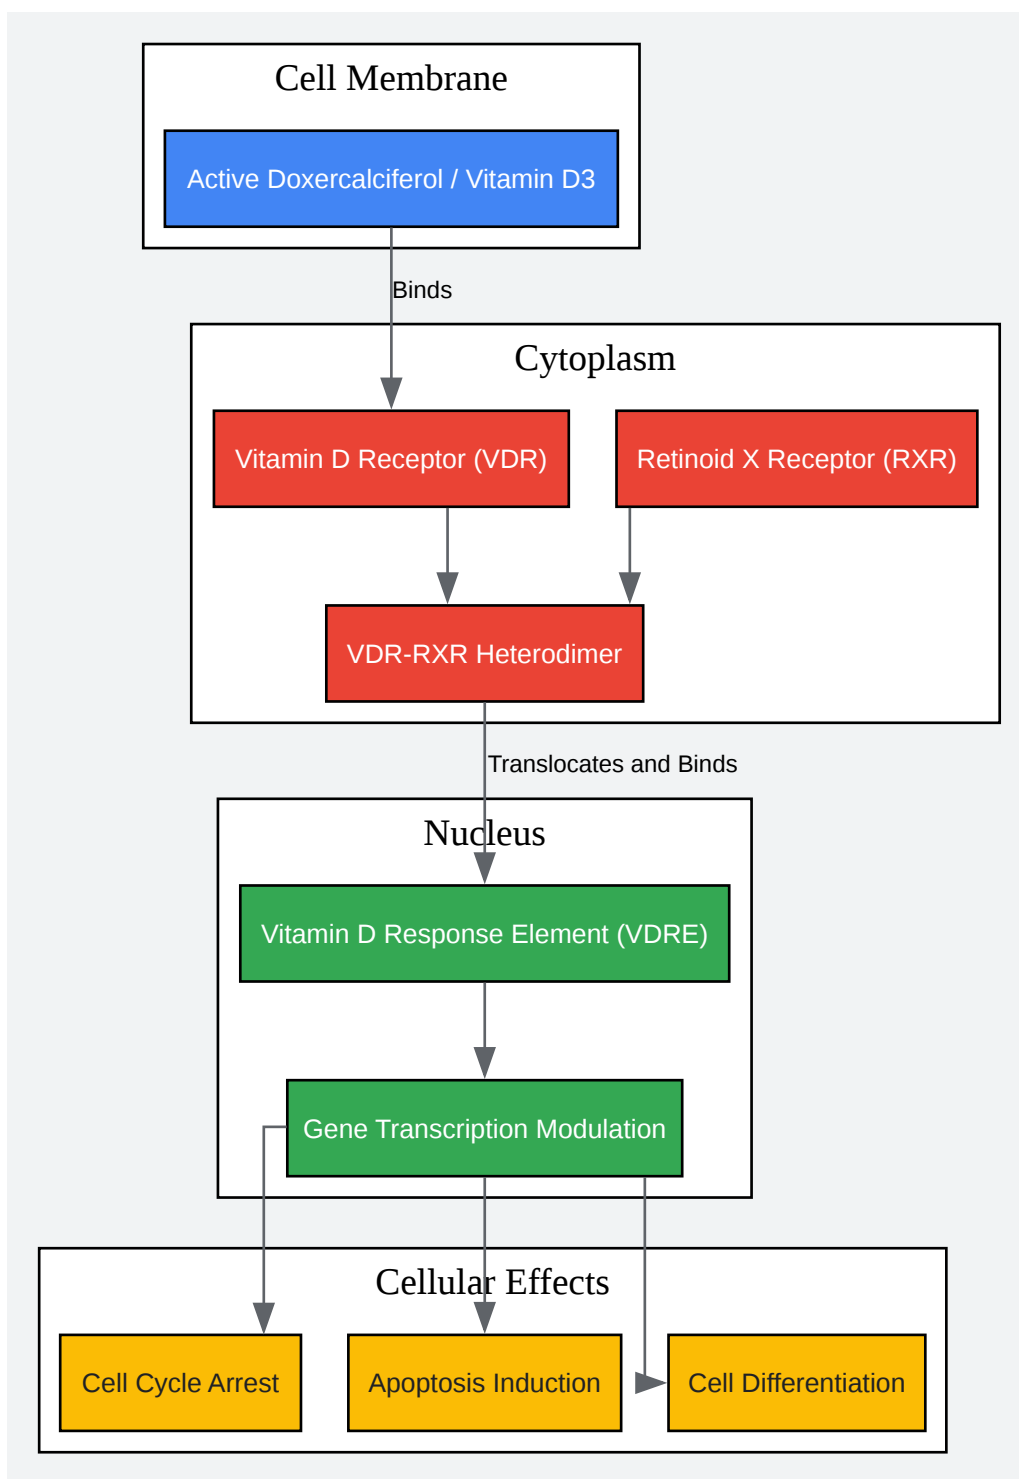 Cell Membrane
Active Doxercalciferol / Vitamin D3
Binds
Cytoplasm
Vitamin D Receptor (VDR)
Retinoid X Receptor (RXR)
VDR-RXR Heterodimer
Translocates and Binds
Nucleus
Vitamin D Response Element (VDRE)
Gene Transcription Modulation
Cellular Effects
Cell Cycle Arrest
Apoptosis Induction
Cell Differentiation